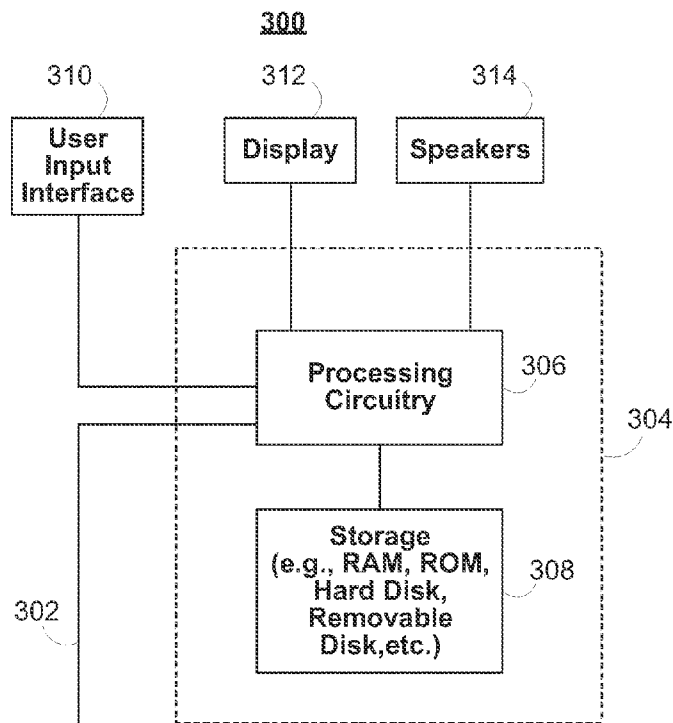 300
310
312
314
User
Input
Interface
Display
Speakers
Processing
Circuitry
306
304
Storage
(e.g., RAM, ROM,
Hard Disk,
Removable
Disk,etc.)
308
302